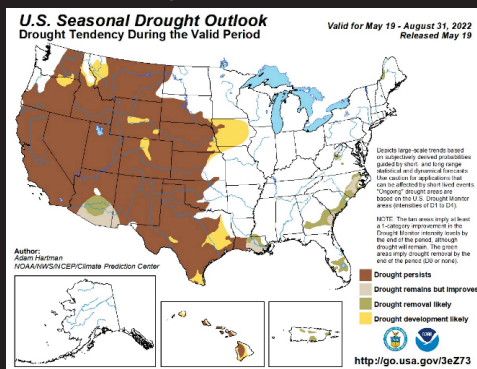 U.S. Seasonal Drought Outlook
Drought Tendency During the Valid Period
Valid for May 19 - August 31, 2022
Released May 19
Depicts large-scale trends based
on subjectively derived probabilities
guided by short- and long-range
statistical and dynamical forecasts.
Use caution for applications that
can be affected by short lived events.
"Ongoing" drought areas are
based on the U.S. Drought Monitor
areas (intensities of D1 to D4).
NOTE: The tan areas imply at least
a 1-category improvement in the
Drought Monitor intensity levels by
the end of the period, although
drought will remain. The green
areas imply drought removal by the
end of the period (D0 or none).
Author:
Adam Hartman
NOAA/NWS/NCEP/Climate Prediction Center
Drought persists
Drought remains but improves
Drought removal likely
Drought development likely
http://go.usa.gov/3eZ73